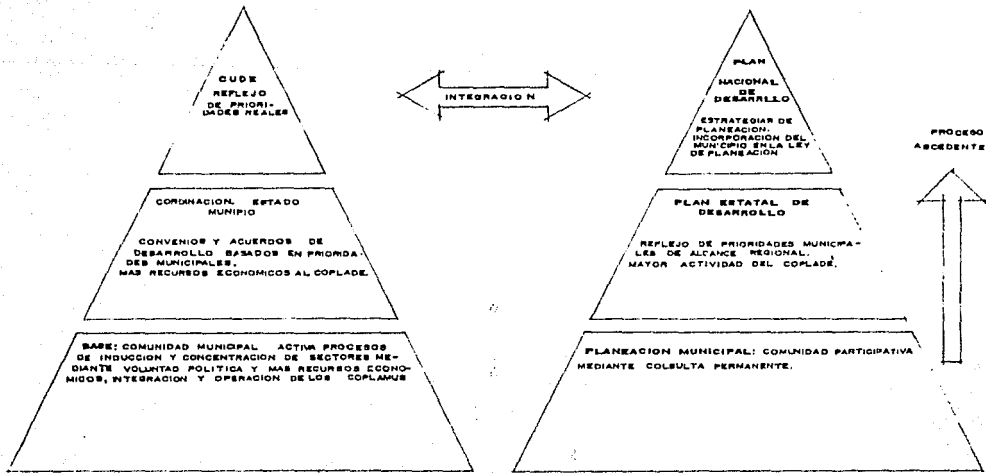 CUDE
REFLEJO
DE PRIORI-
DADES REALES
CORDINACION, ESTADO
MUNIPIO
CONVENIOS Y ACUERDOS DE
DESARROLLO BASADOS EN PRIORIDA-
DES MUNICIPALES.
MAS RECURSOS ECONOMICOS AL COPLADE.
BASE: COMUNIDAD MUNICIPAL ACTIVA PROCESOS
DE INDUCCION Y CONCENTRACION DE SECTORES ME-
DIANTE VOLUNTAD POLITICA Y MAS RECURSOS ECONO-
MICOS, INTEGRACION Y OPERACION DE LOS COPLAMUS
INTEGRACION
PLAN
NACIONAL
DE
DESARRLLO
ESTRATEGIAR DE
PLANEACION.
INCORPORACION DEL
MUNICIPIO EN LA LEY
DE PLANEACION
PLAN ESTATAL DE
DESARROLLO
REFLEJO DE PRIORIDADES MUNICIPA-
LES DE ALCANCE REGIONAL.
MAYOR ACTIVIDAD DEL COPLADE.
PLANEACION MUNICIPAL: COMUNIDAD PARTICIPATIVA
MEDIANTE COLSULTA PERMANENTE.
PROCESO
ASCEDENTE